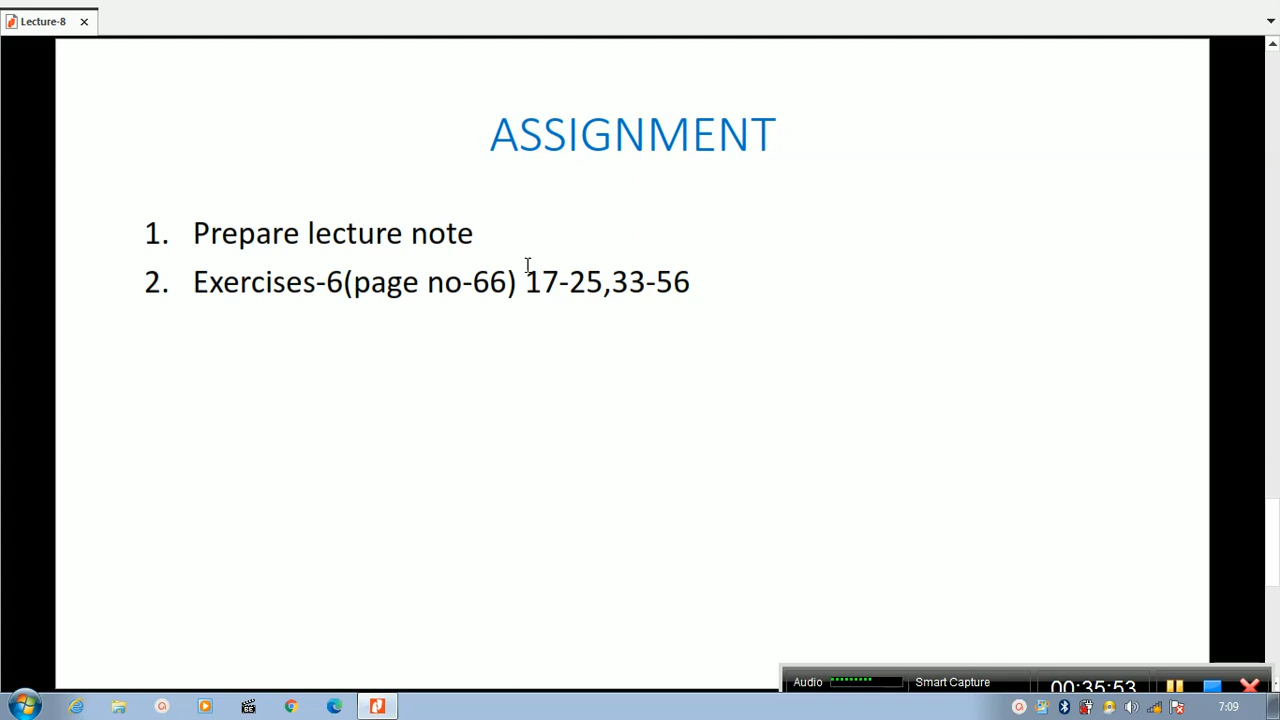 Lecture-8
ASSIGNMENT
1. Prepare lecture note
2. Exercises-6(page no-66) 17-25,33-56
Audio
Smart Capture
00:35:53
7:09